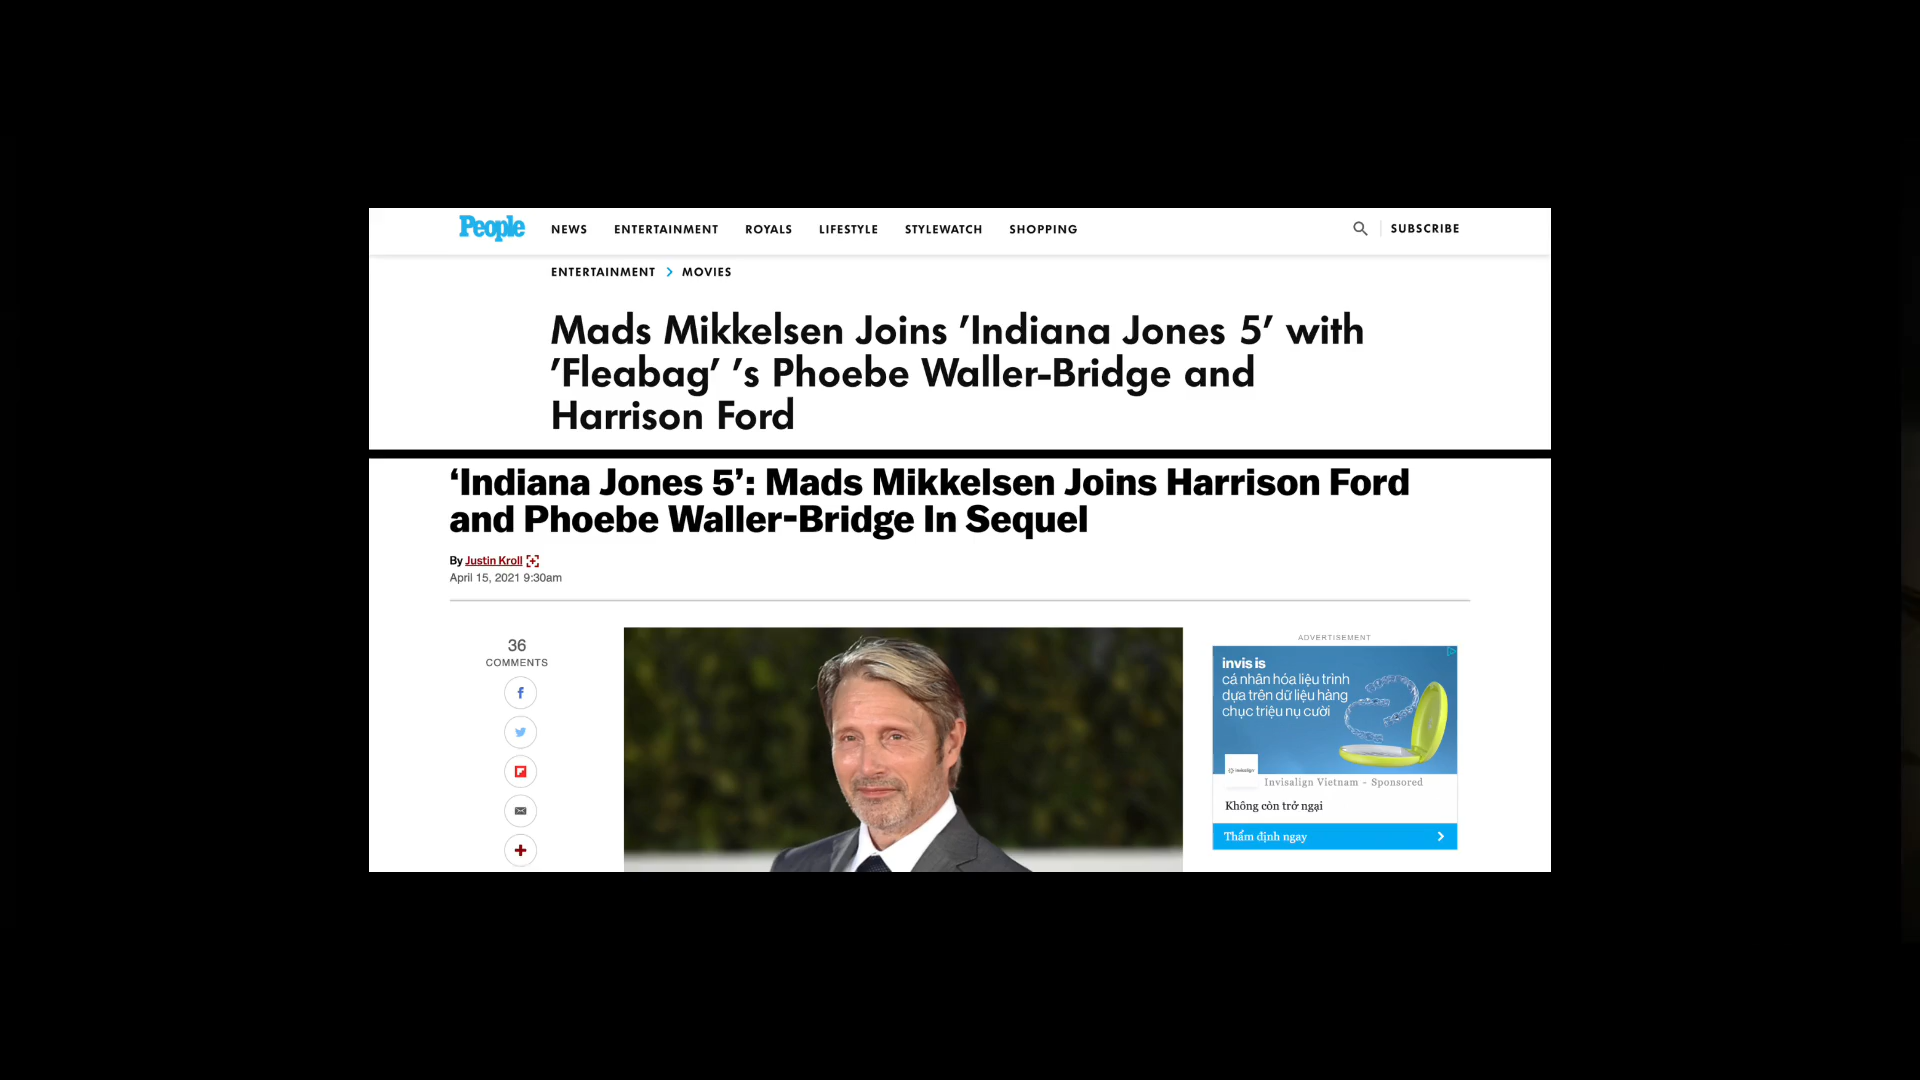 People NEWS ENTERTAINMENT ROYALS LIFESTYLE STYLEWATCH SHOPPING SUBSCRIBE
ENTERTAINMENT > MOVIES
Mads Mikkelsen Joins ’Indiana Jones 5’ with
’Fleabag’ ’s Phoebe Waller-Bridge and
Harrison Ford
‘Indiana Jones 5’: Mads Mikkelsen Joins Harrison Ford
and Phoebe Waller-Bridge In Sequel
By Justin Kroll
April 15, 2021 9:30am
36
COMMENTS
ADVERTISEMENT
invis is
cá nhân hóa liệu trình
dựa trên dữ liệu hàng
chục triệu nụ cười
invisalign
Invisalign Vietnam - Sponsored
Không còn trở ngại
Thẩm định ngay